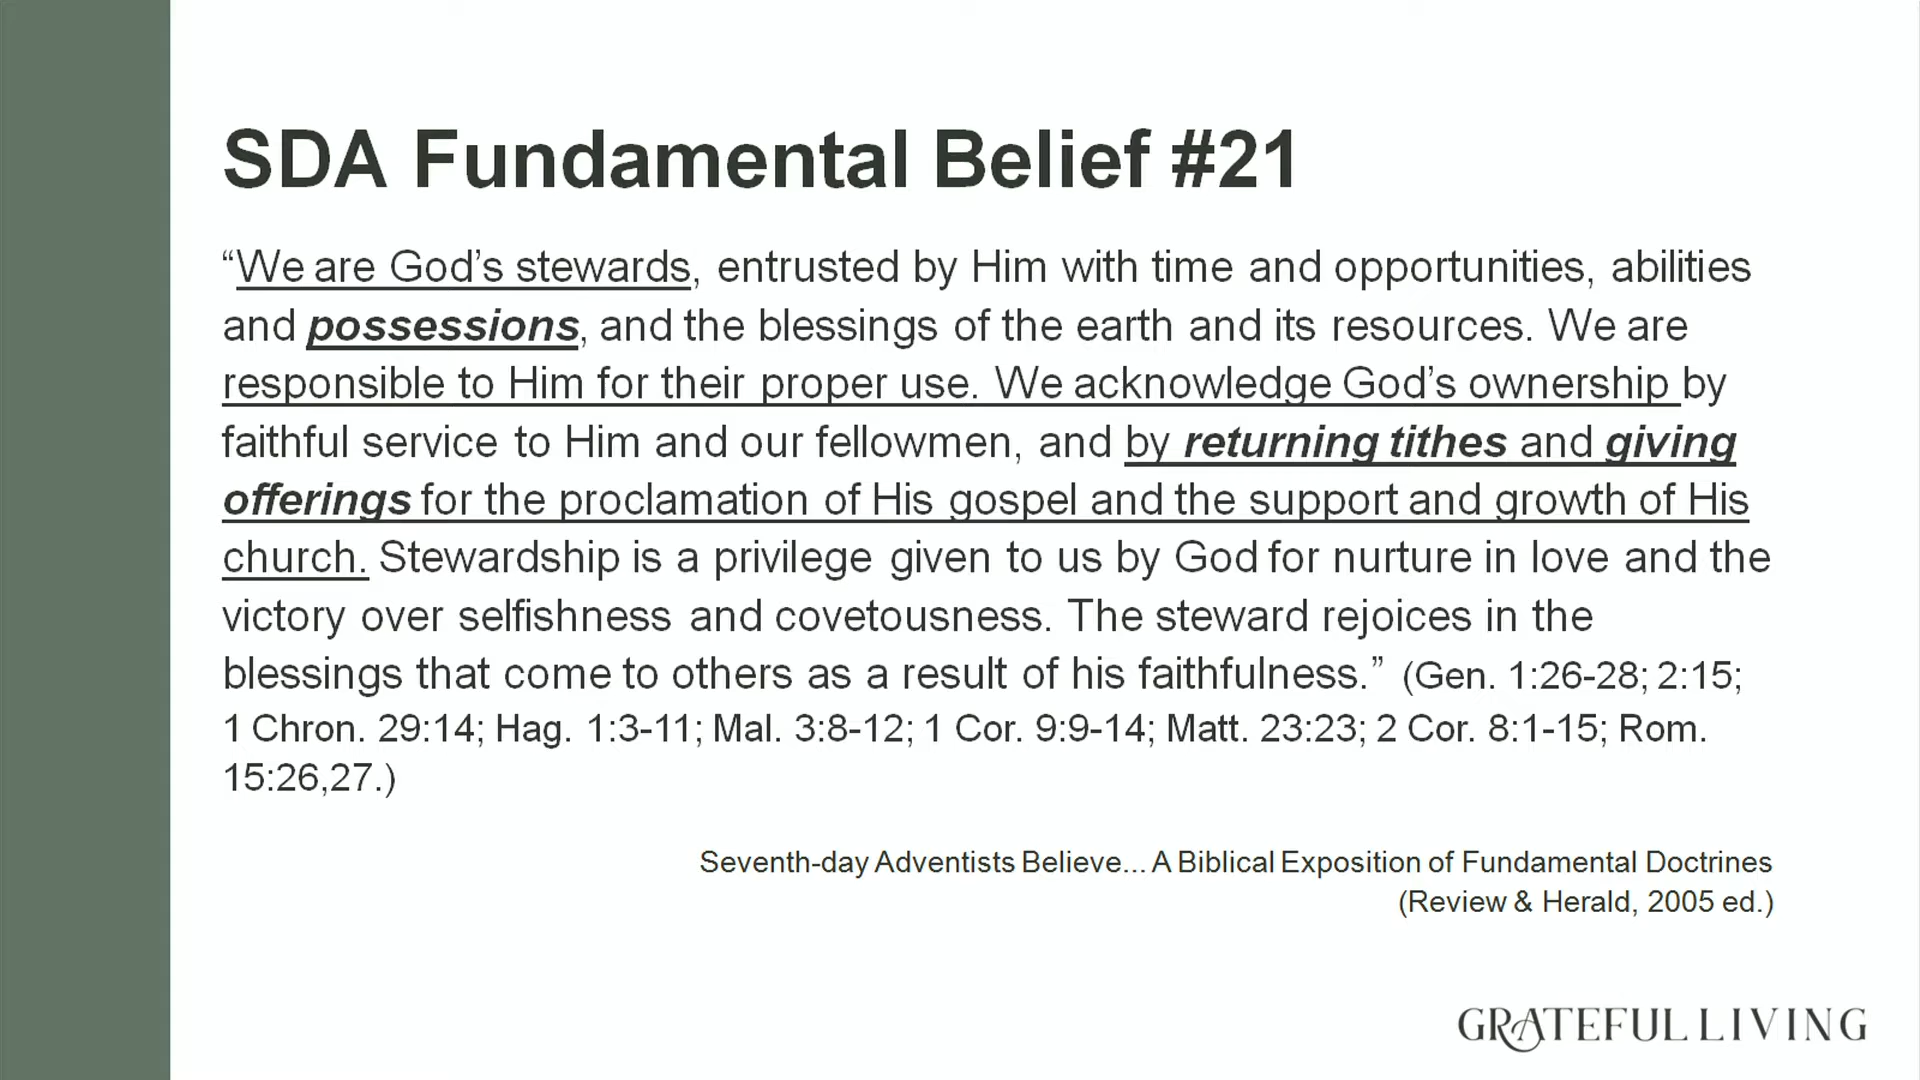 SDA Fundamental Belief #21
“We are God’s stewards, entrusted by Him with time and opportunities, abilities
and possessions, and the blessings of the earth and its resources. We are
responsible to Him for their proper use. We acknowledge God’s ownership by
faithful service to Him and our fellowmen, and by returning tithes and giving
offerings for the proclamation of His gospel and the support and growth of His
church. Stewardship is a privilege given to us by God for nurture in love and the
victory over selfishness and covetousness. The steward rejoices in the
blessings that come to others as a result of his faithfulness.” (Gen. 1:26-28; 2:15;
1 Chron. 29:14; Hag. 1:3-11; Mal. 3:8-12; 1 Cor. 9:9-14; Matt. 23:23; 2 Cor. 8:1-15; Rom.
15:26,27.)
Seventh-day Adventists Believe... A Biblical Exposition of Fundamental Doctrines
(Review & Herald, 2005 ed.)
GRATEFUL LIVING